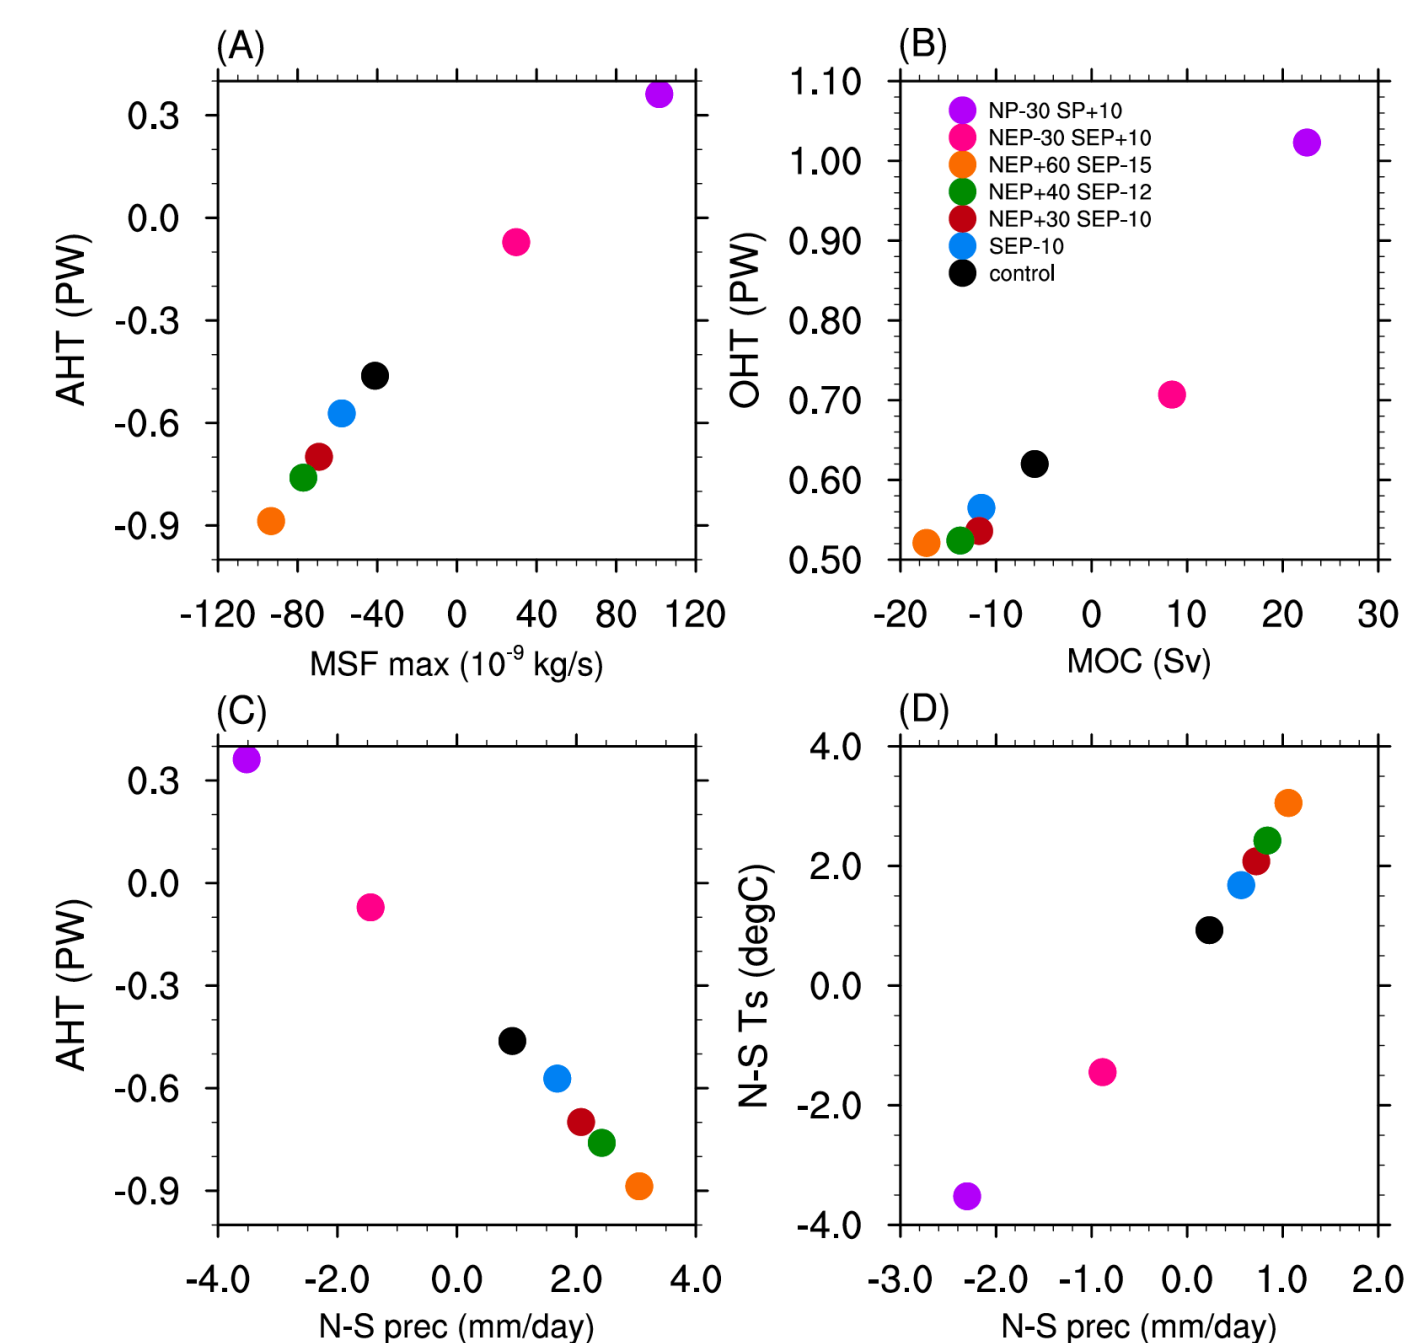 (A)
0.3
0.0
-0.3
-0.6
-0.9
AHT (PW)
-120 -80 -40 0 40 80 120
MSF max (10⁻⁹ kg/s)
(B)
1.10
1.00
0.90
0.80
0.70
0.60
0.50
OHT (PW)
NP-30 SP+10
NEP-30 SEP+10
NEP+60 SEP-15
NEP+40 SEP-12
NEP+30 SEP-10
SEP-10
control
-20 -10 0 10 20 30
MOC (Sv)
(C)
0.3
0.0
-0.3
-0.6
-0.9
AHT (PW)
-4.0 -2.0 0.0 2.0 4.0
N-S prec (mm/day)
(D)
4.0
2.0
0.0
-2.0
-4.0
N-S Ts (degC)
-3.0 -2.0 -1.0 0.0 1.0 2.0
N-S prec (mm/day)